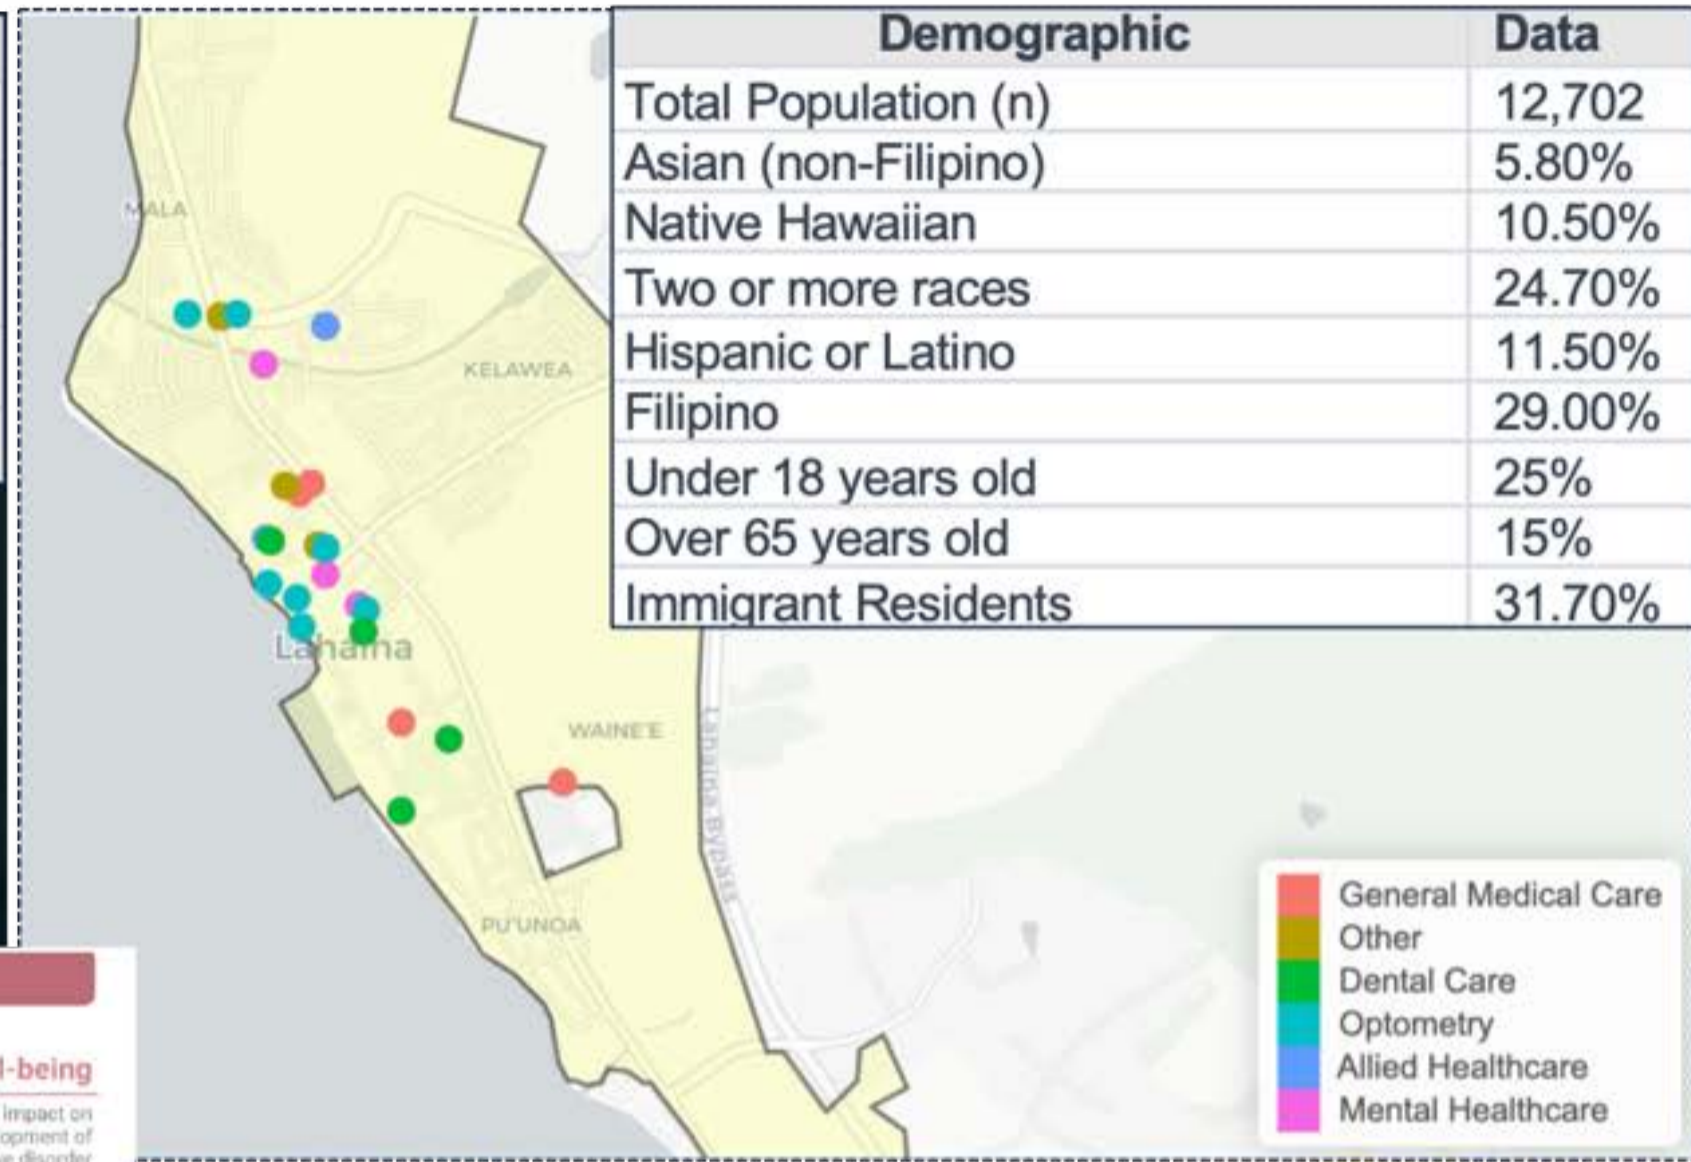 Demographic Data
Total Population (n) 12,702
Asian (non-Filipino) 5.80%
Native Hawaiian 10.50%
Two or more races 24.70%
Hispanic or Latino 11.50%
Filipino 29.00%
Under 18 years old 25%
Over 65 years old 15%
Immigrant Residents 31.70%
MALA
KELAWEA
Lahaina
WAINE'E
Lahaina Bypass
PU'UNOA
General Medical Care
Other
Dental Care
Optometry
Allied Healthcare
Mental Healthcare
l-being
impact on
opment of
disorder